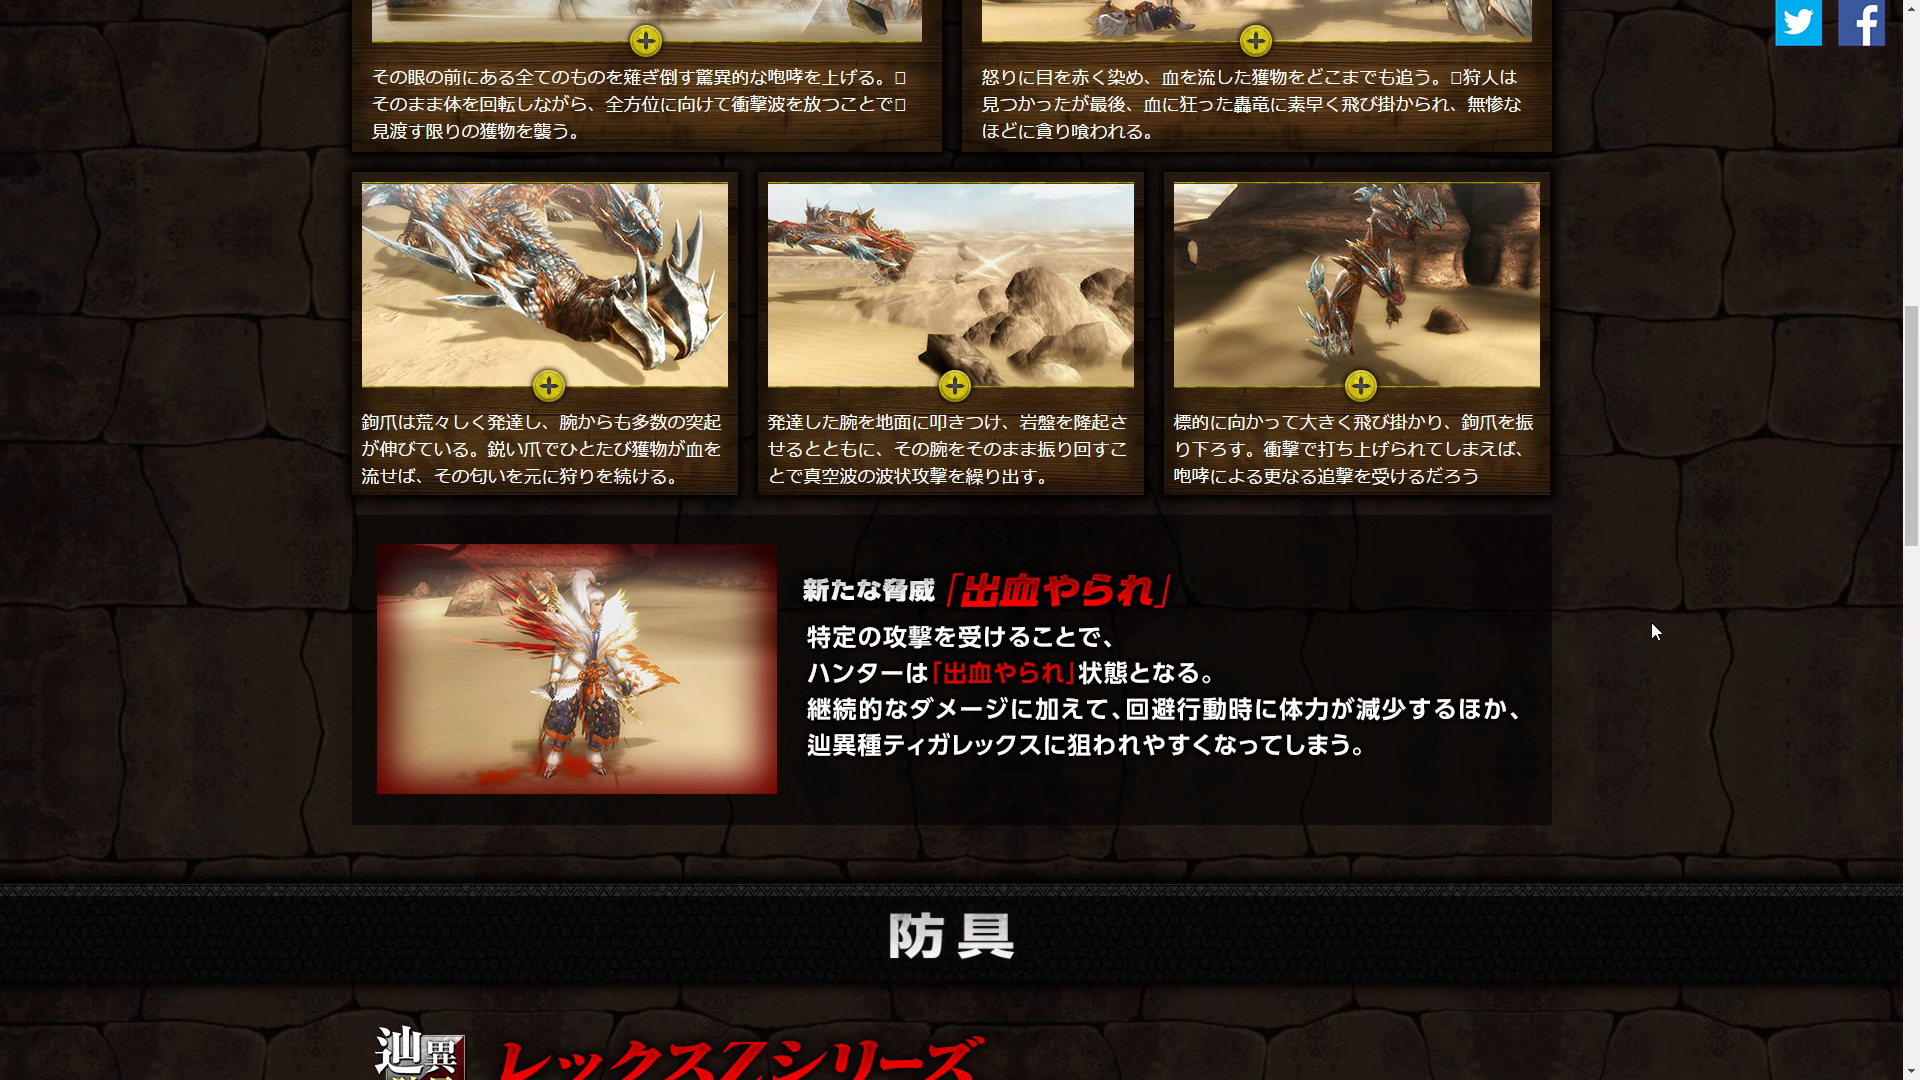 その眼の前にある全てのものを薙ぎ倒す驚異的な咆哮を上げる。
そのまま体を回転しながら、全方位に向けて衝撃波を放つことで
見渡す限りの獲物を襲う。
怒りに目を赤く染め、血を流した獲物をどこまでも追う。狩人は
見つかったが最後、血に狂った轟竜に素早く飛び掛かられ、無惨な
ほどに貪り喰われる。
鉤爪は荒々しく発達し、腕からも多数の突起
が伸びている。鋭い爪でひとたび獲物が血を
流せば、その匂いを元に狩りを続ける。
発達した腕を地面に叩きつけ、岩盤を隆起さ
せるとともに、その腕をそのまま振り回すこ
とで真空波の波状攻撃を繰り出す。
標的に向かって大きく飛び掛かり、鉤爪を振
り下ろす。衝撃で打ち上げられてしまえば、
咆哮による更なる追撃を受けるだろう
新たな脅威「出血やられ」
特定の攻撃を受けることで、
ハンターは「出血やられ」状態となる。
継続的なダメージに加えて、回避行動時に体力が減少するほか、
辿異種ティガレックスに狙われやすくなってしまう。
防具
辿異
レックスZシリーズ